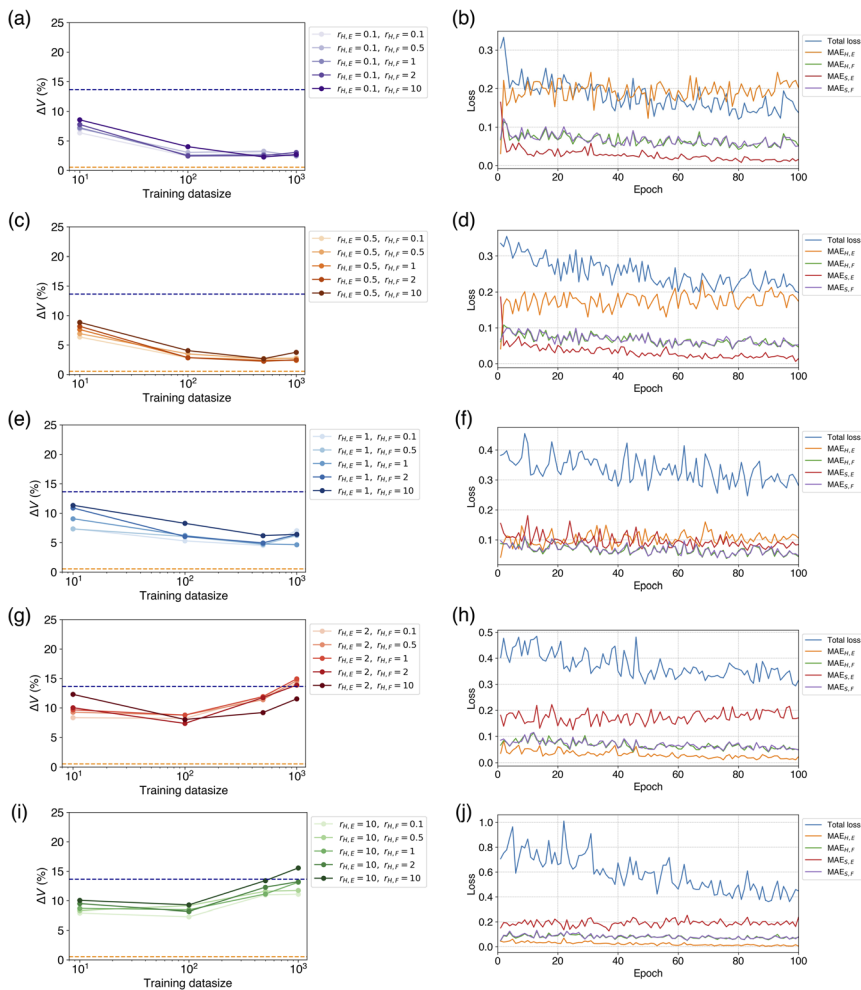 (a)
25
20
15
10
5
0
ΔV (%)
10¹
10²
10³
Training datasize
r_{H,E} = 0.1, r_{H,F} = 0.1
r_{H,E} = 0.1, r_{H,F} = 0.5
r_{H,E} = 0.1, r_{H,F} = 1
r_{H,E} = 0.1, r_{H,F} = 2
r_{H,E} = 0.1, r_{H,F} = 10
(b)
0.3
0.2
0.1
0.0
Loss
0
20
40
60
80
100
Epoch
Total loss
MAE_{H,E}
MAE_{H,F}
MAE_{S,E}
MAE_{S,F}
(c)
25
20
15
10
5
0
ΔV (%)
10¹
10²
10³
Training datasize
r_{H,E} = 0.5, r_{H,F} = 0.1
r_{H,E} = 0.5, r_{H,F} = 0.5
r_{H,E} = 0.5, r_{H,F} = 1
r_{H,E} = 0.5, r_{H,F} = 2
r_{H,E} = 0.5, r_{H,F} = 10
(d)
0.3
0.2
0.1
0.0
Loss
0
20
40
60
80
100
Epoch
Total loss
MAE_{H,E}
MAE_{H,F}
MAE_{S,E}
MAE_{S,F}
(e)
25
20
15
10
5
0
ΔV (%)
10¹
10²
10³
Training datasize
r_{H,E} = 1, r_{H,F} = 0.1
r_{H,E} = 1, r_{H,F} = 0.5
r_{H,E} = 1, r_{H,F} = 1
r_{H,E} = 1, r_{H,F} = 2
r_{H,E} = 1, r_{H,F} = 10
(f)
0.4
0.3
0.2
0.1
Loss
0
20
40
60
80
100
Epoch
Total loss
MAE_{H,E}
MAE_{H,F}
MAE_{S,E}
MAE_{S,F}
(g)
25
20
15
10
5
0
ΔV (%)
10¹
10²
10³
Training datasize
r_{H,E} = 2, r_{H,F} = 0.1
r_{H,E} = 2, r_{H,F} = 0.5
r_{H,E} = 2, r_{H,F} = 1
r_{H,E} = 2, r_{H,F} = 2
r_{H,E} = 2, r_{H,F} = 10
(h)
0.5
0.4
0.3
0.2
0.1
0.0
Loss
0
20
40
60
80
100
Epoch
Total loss
MAE_{H,E}
MAE_{H,F}
MAE_{S,E}
MAE_{S,F}
(i)
25
20
15
10
5
0
ΔV (%)
10¹
10²
10³
Training datasize
r_{H,E} = 10, r_{H,F} = 0.1
r_{H,E} = 10, r_{H,F} = 0.5
r_{H,E} = 10, r_{H,F} = 1
r_{H,E} = 10, r_{H,F} = 2
r_{H,E} = 10, r_{H,F} = 10
(j)
1.0
0.8
0.6
0.4
0.2
0.0
Loss
0
20
40
60
80
100
Epoch
Total loss
MAE_{H,E}
MAE_{H,F}
MAE_{S,E}
MAE_{S,F}